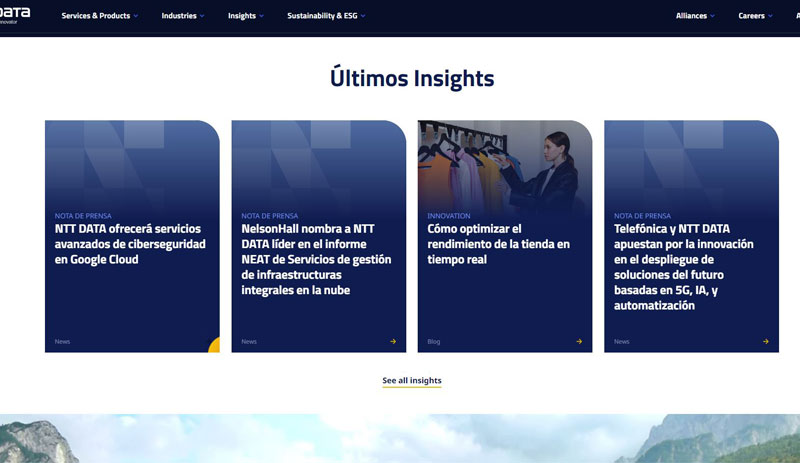 DATA
Innovator
Services & Products
Industries
Insights
Sustainability & ESG
Alliances
Careers
Últimos Insights
NOTA DE PRENSA
NTT DATA ofrecerá servicios
avanzados de ciberseguridad
en Google Cloud
News
NOTA DE PRENSA
NelsonHall nombra a NTT
DATA líder en el informe
NEAT de Servicios de gestión
de infraestructuras
integrales en la nube
News
INNOVATION
Cómo optimizar el
rendimiento de la tienda en
tiempo real
Blog
NOTA DE PRENSA
Telefónica y NTT DATA
apuestan por la innovación
en el despliegue de
soluciones del futuro
basadas en 5G, IA, y
automatización
News
See all insights